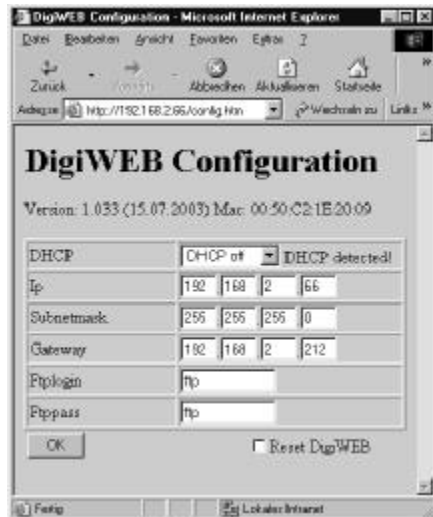 DigiWEB Configuration - Microsoft Internet Explorer
Datei Bearbeiten Ansicht Favoriten Extras ?
Zurück Vorwärts Abbrechen Aktualisieren Startseite »
Adresse http://192.168.2.66/config.htm Wechseln zu Links »
DigiWEB Configuration
Version: 1.033 (15.07.2003) Mac: 00:50:C2:1E:20:09
DHCP DHCP off DHCP detected!
Ip 192 168 2 66
Subnetmask 255 255 255 0
Gateway 192 168 2 212
Ftplogin ftp
Ftppass ftp
OK Reset DigiWEB
Fertig Lokales Intranet